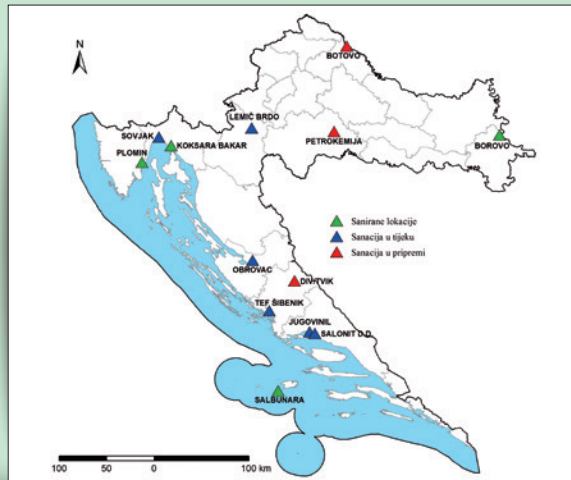 N
BOTOVO
LEMIĆ BRDO
SOVJAK
KOKSARA BAKAR
PETROKEMIJA
BOROVO
PLOMIN
Sanirane lokacije
Sanacija u tijeku
Sanacija u pripremi
OBROVAC
DIV TVIK
TEF ŠIBENIK
JUGOVINIL
SALONIT D.D.
SALBUNARA
100 50 0 100 km